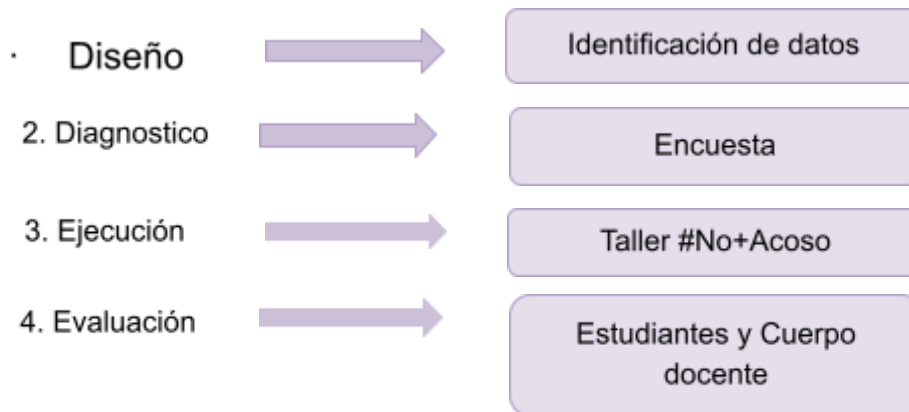 · Diseño
Identificación de datos
2. Diagnostico
Encuesta
3. Ejecución
Taller #No+Acoso
4. Evaluación
Estudiantes y Cuerpo
docente